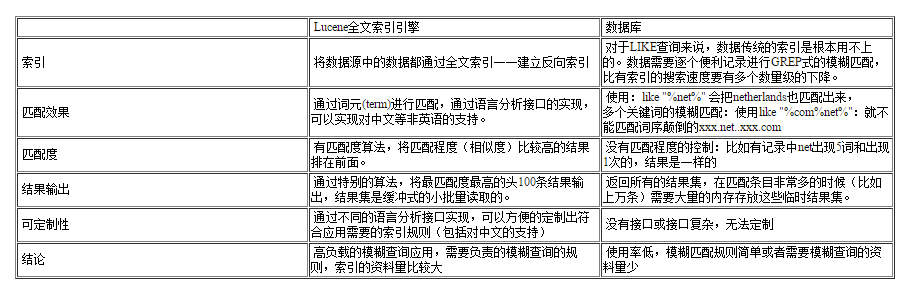 Lucene全文索引引擎
数据库
索引
将数据源中的数据都通过全文索引一一建立反向索引
对于LIKE查询来说，数据传统的索引是根本用不上
的。数据需要逐个便利记录进行GREP式的模糊匹配，
比有索引的搜索速度要有多个数量级的下降。
匹配效果
通过词元(term)进行匹配，通过语言分析接口的实现，
可以实现对中文等非英语的支持。
使用：like "%net%" 会把netherlands也匹配出来，
多个关键词的模糊匹配：使用like "%com%net%"：就不
能匹配词序颠倒的xxx.net..xxx.com
匹配度
有匹配度算法，将匹配程度（相似度）比较高的结果
排在前面。
没有匹配程度的控制：比如有记录中net出现5词和出现
1次的，结果是一样的
结果输出
通过特别的算法，将最匹配度最高的头100条结果输
出，结果集是缓冲式的小批量读取的。
返回所有的结果集，在匹配条目非常多的时候（比如
上万条）需要大量的内存存放这些临时结果集。
可定制性
通过不同的语言分析接口实现，可以方便的定制出符
合应用需要的索引规则（包括对中文的支持）
没有接口或接口复杂，无法定制
结论
高负载的模糊查询应用，需要负责的模糊查询的规
则，索引的资料量比较大
使用率低，模糊匹配规则简单或者需要模糊查询的资
料量少